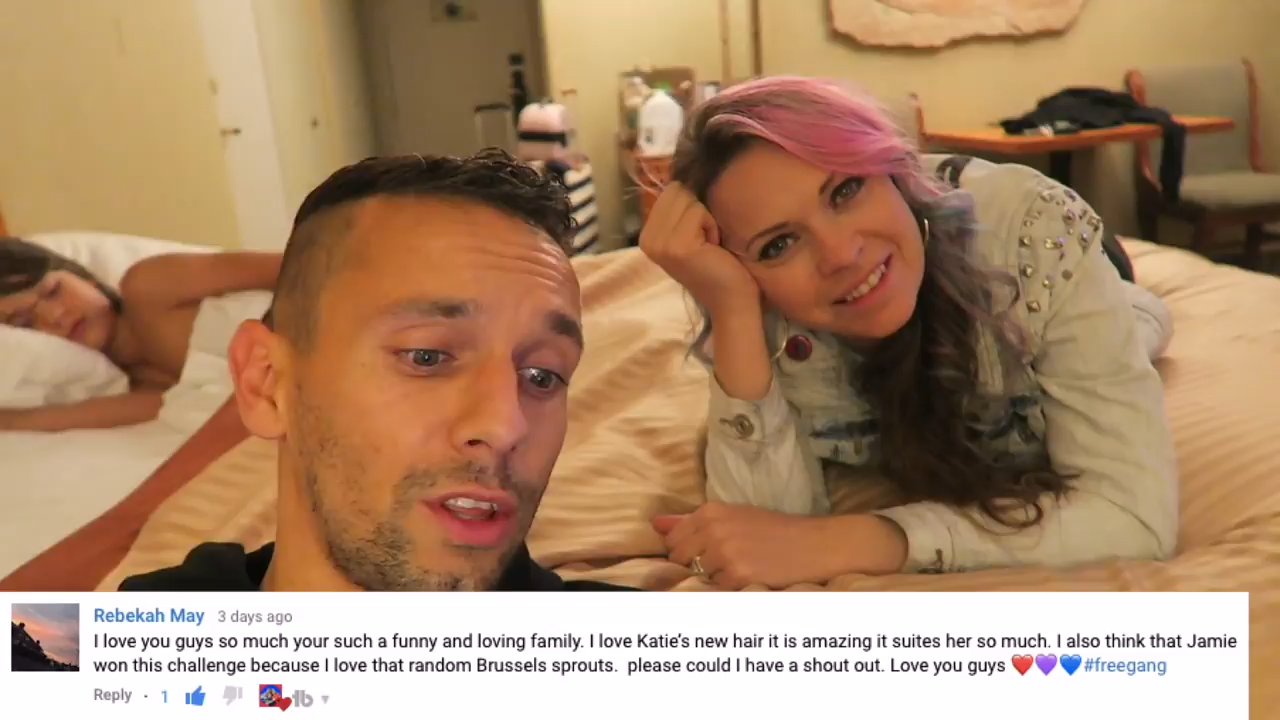 Rebekah May 3 days ago
I love you guys so much your such a funny and loving family. I love Katie's new hair it is amazing it suites her so much. I also think that Jamie
won this challenge because I love that random Brussels sprouts. please could I have a shout out. Love you guys ❤️💜💙#freegang
Reply · 1
tb